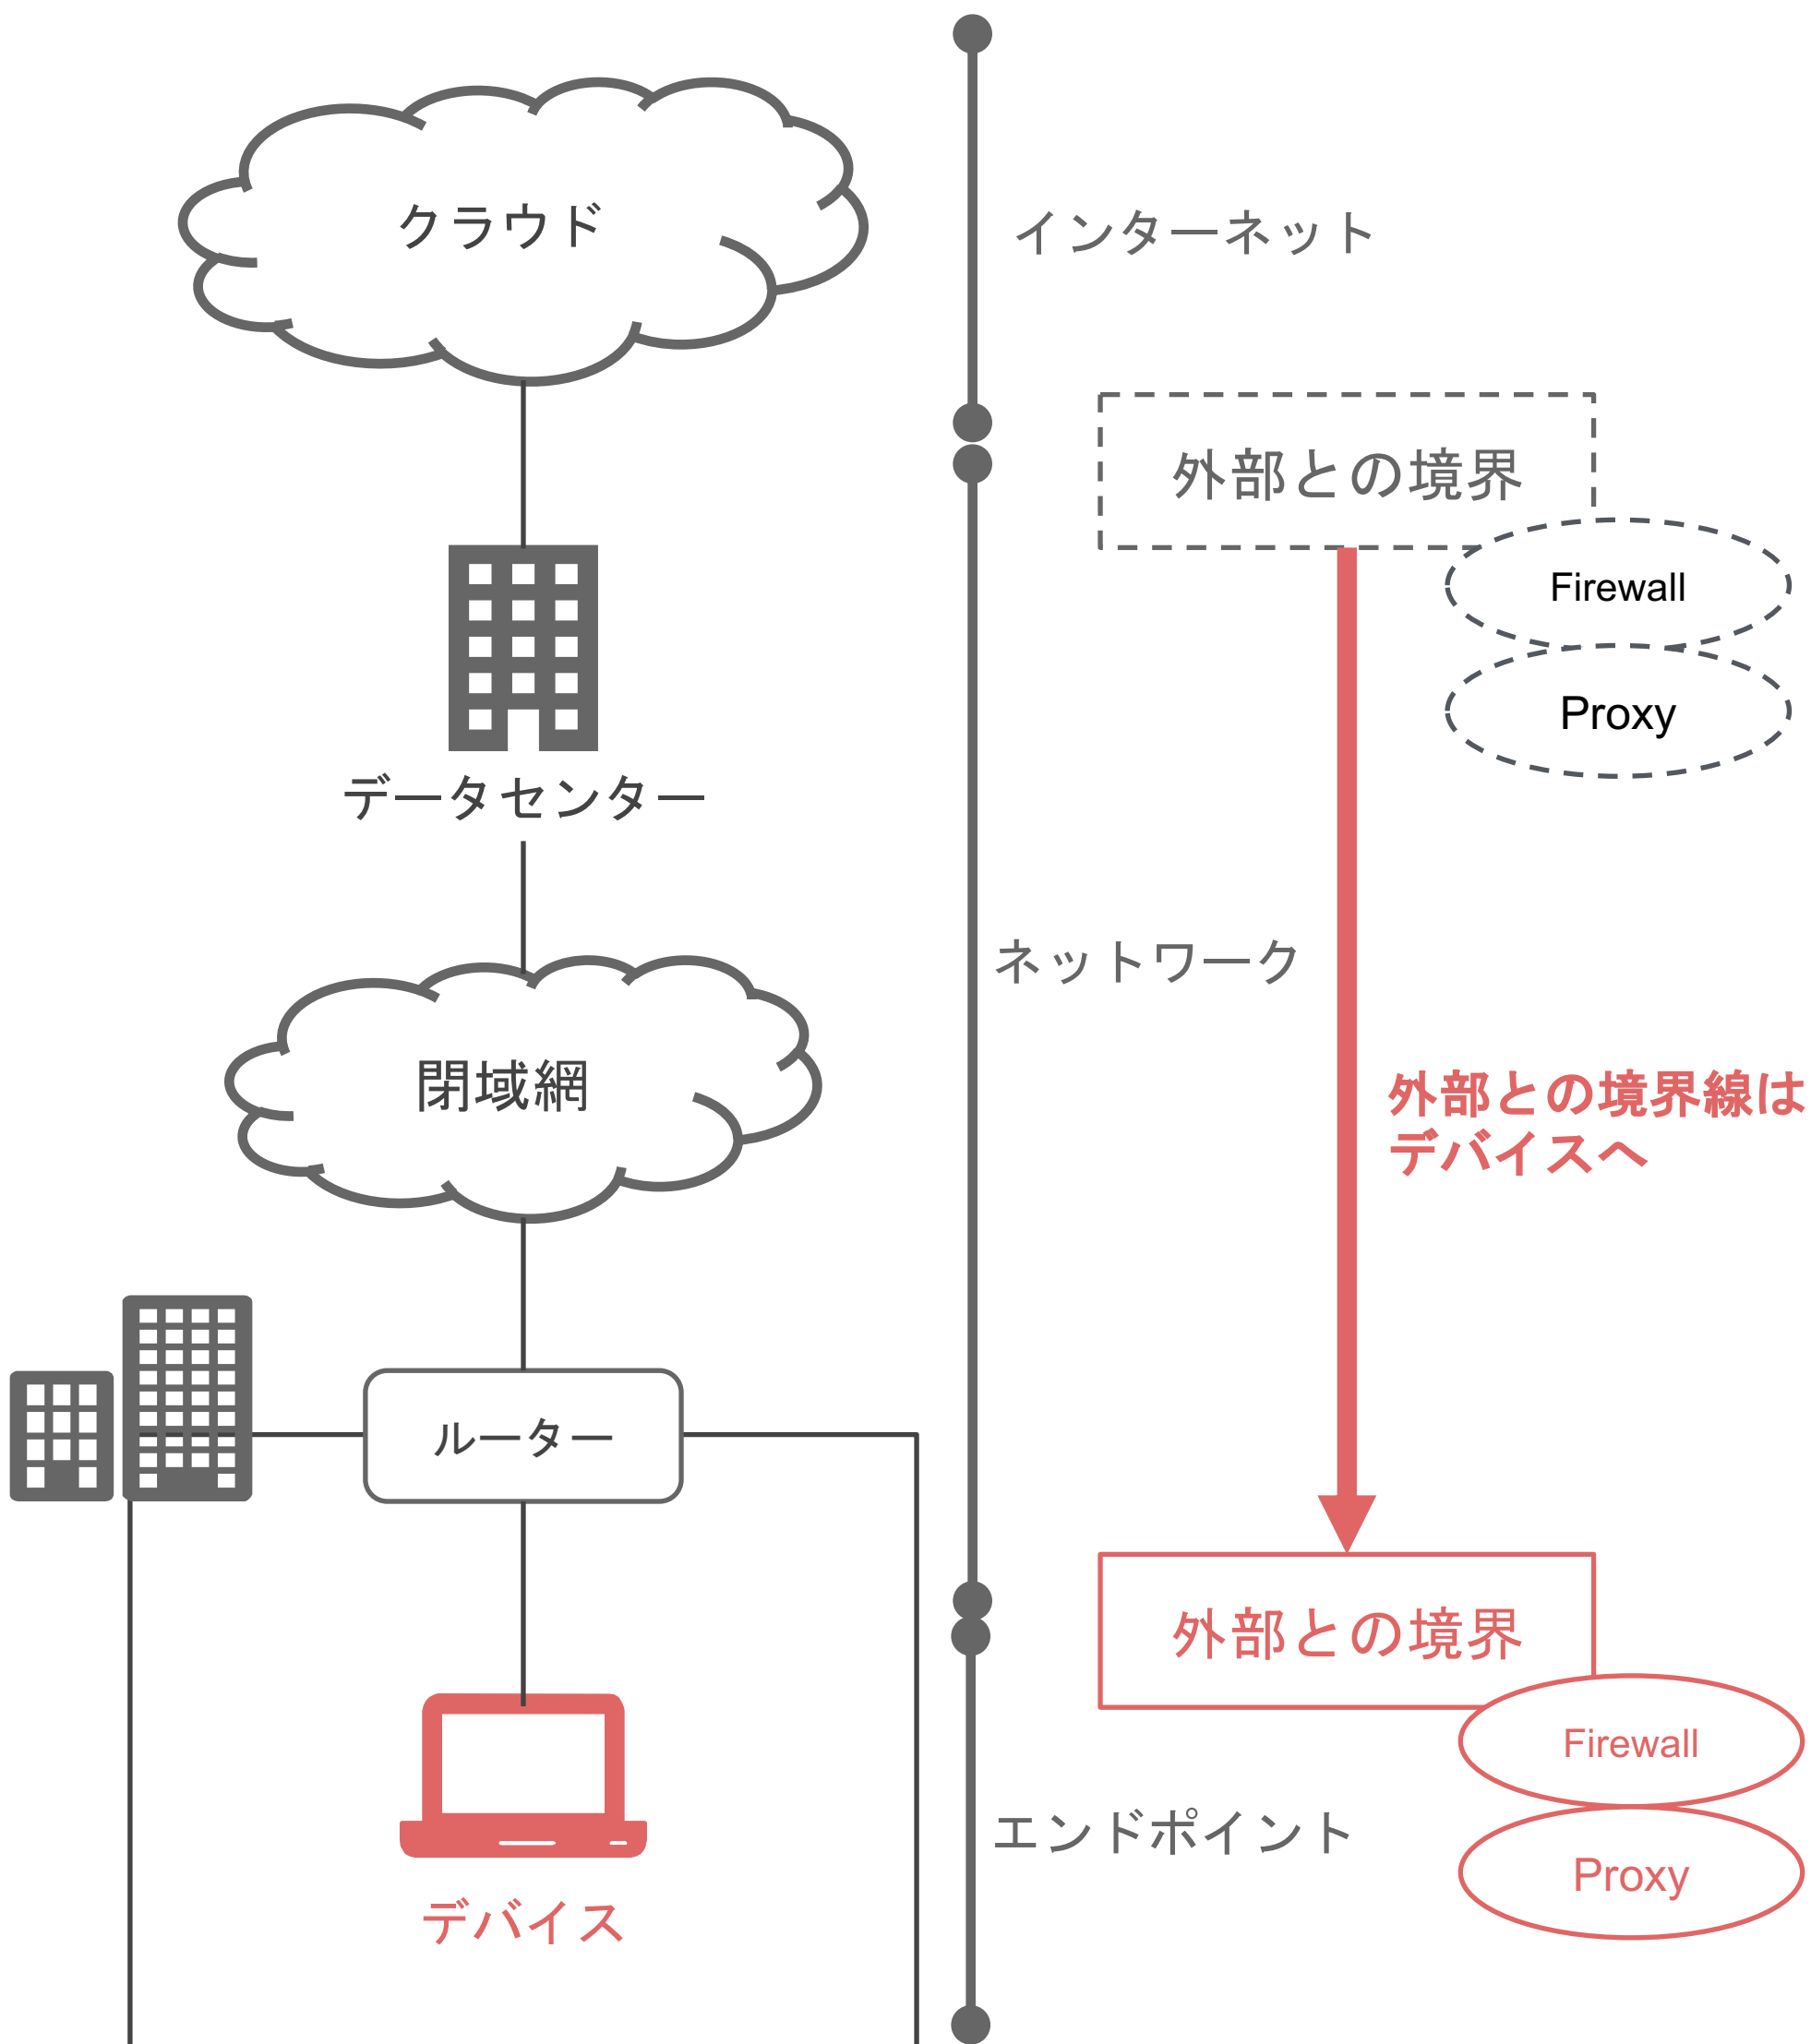 クラウド
インターネット
外部との境界
Firewall
Proxy
データセンター
ネットワーク
閉域網
外部との境界線は
デバイスへ
ルーター
外部との境界
Firewall
Proxy
エンドポイント
デバイス